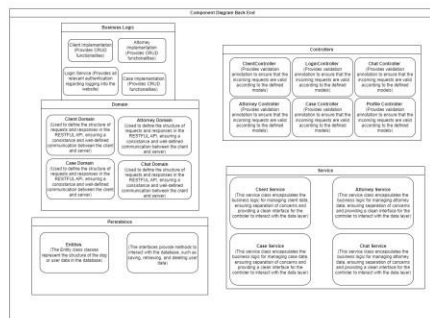 Component Diagram Back End
Business Logic
Client Implementation
(Provides CRUD
functionalities)
Attorney
Implementation
(Provides CRUD
functionalities)
Login Service (Provides all
relevant authentication
regarding logging into the
website)
Case Implementation
(Provides CRUD
functionalities)
Domain
Client Domain
(Used to define the structure of
requests and responses in the
RESTFUL API, ensuring a
consistance and well-defined
communication between the client
and server)
Attorney Domain
(Used to define the structure of
requests and responses in the
RESTFUL API, ensuring a
consistance and well-defined
communication between the client
and server)
Case Domain
(Used to define the structure of
requests and responses in the
RESTFUL API, ensuring a
consistance and well-defined
communication between the client
and server)
Chat Domain
(Used to define the structure of
requests and responses in the
RESTFUL API, ensuring a
consistance and well-defined
communication between the client
and server)
Persistence
Entities
(The Entity class classes
represent the structure of the
or user data in the database)
(The interfaces provide methods to
interact with the database, such as
saving, retrieving, and deleting user
data)
Controllers
ClientController
(Provides validation
annotation to ensure that the
incoming requests are valid
according to the defined
models)
LoginController
(Provides validation
annotation to ensure that the
incoming requests are valid
according to the defined
models)
Chat Controller
(Provides validation
annotation to ensure that the
incoming requests are valid
according to the defined
models)
Attorney Controller
(Provides validation
annotation to ensure that the
incoming requests are valid
according to the defined
models)
Case Controller
(Provides validation
annotation to ensure that the
incoming requests are valid
according to the defined
models)
Profile Controller
(Provides validation
annotation to ensure that the
incoming requests are valid
according to the defined
models)
Service
Client Service
(This service class encapsulates the
business logic for managing client data,
ensuring separation of concerns and
providing a clean interface for the
controller to interact with the data layer)
Attorney Service
(This service class encapsulates the
business logic for managing attorney
data, ensuring separation of concerns
and providing a clean interface for the
controller to interact with the data layer)
Case Service
(This service class encapsulates the
business logic for managing case data,
ensuring separation of concerns and
providing a clean interface for the
controller to interact with the data layer)
Chat Service
(This service class encapsulates the
business logic for managing attorney
data, ensuring separation of concerns
and providing a clean interface for the
controller to interact with the data layer)